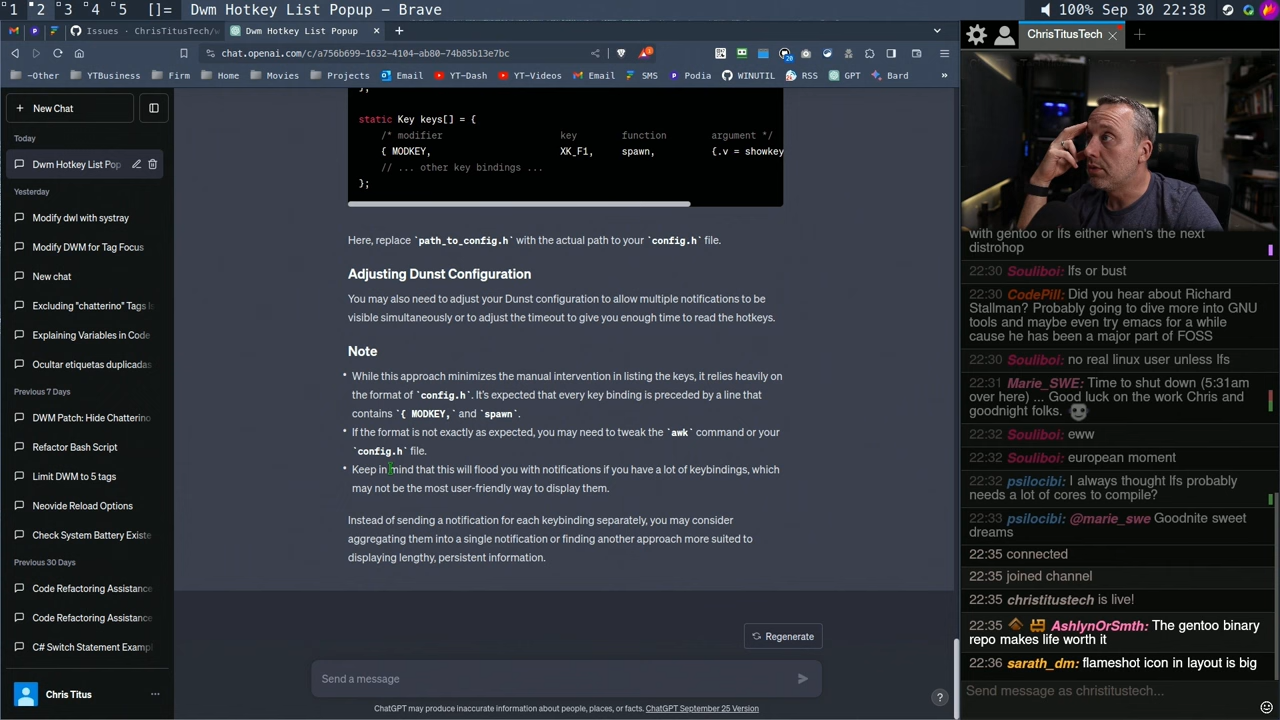 1 2 3 4 5 []= Dwm Hotkey List Popup - Brave 100% Sep 30 22:38
Issues · ChrisTitusTech/w
Dwm Hotkey List Popup
chat.openai.com/c/a756b699-1632-4104-ab80-74b85b13e7bc
-Other YTBusiness Firm Home Movies Projects Email YT-Dash YT-Videos Email SMS Podia WINUTIL RSS GPT Bard
New Chat
Today
Dwm Hotkey List Pop
Yesterday
Modify dwl with systray
Modify DWM for Tag Focus
New chat
Excluding "chatterino" Tags Is
Explaining Variables in Code
Ocultar etiquetas duplicadas
Previous 7 Days
DWM Patch: Hide Chatterino
Refactor Bash Script
Limit DWM to 5 tags
Neovide Reload Options
Check System Battery Existe
Previous 30 Days
Code Refactoring Assistance
Code Refactoring Assistance
C# Switch Statement Exampl
Chris Titus
};
static Key keys[] = {
/* modifier key function argument */
{ MODKEY, XK_F1, spawn, {.v = showkey
// ... other key bindings ...
};
Here, replace `path_to_config.h` with the actual path to your `config.h` file.
Adjusting Dunst Configuration
You may also need to adjust your Dunst configuration to allow multiple notifications to be
visible simultaneously or to adjust the timeout to give you enough time to read the hotkeys.
Note
• While this approach minimizes the manual intervention in listing the keys, it relies heavily on
the format of `config.h`. It's expected that every key binding is preceded by a line that
contains `{ MODKEY,` and `spawn`.
• If the format is not exactly as expected, you may need to tweak the `awk` command or your
`config.h` file.
• Keep in mind that this will flood you with notifications if you have a lot of keybindings, which
may not be the most user-friendly way to display them.
Instead of sending a notification for each keybinding separately, you may consider
aggregating them into a single notification or finding another approach more suited to
displaying lengthy, persistent information.
Regenerate
Send a message
ChatGPT may produce inaccurate information about people, places, or facts. ChatGPT September 25 Version
?
ChrisTitusTech
with gentoo or lfs either when's the next
distrohop
22:30 Souliboi: lfs or bust
22:30 CodePill: Did you hear about Richard
Stallman? Probably going to dive more into GNU
tools and maybe even try emacs for a while
cause he has been a major part of FOSS
22:30 Souliboi: no real linux user unless lfs
22:31 Marie_SWE: Time to shut down (5:31am
over here) ... Good luck on the work Chris and
goodnight folks.
22:32 Souliboi: eww
22:32 Souliboi: european moment
22:32 psilocibi: I always thought lfs probably
needs a lot of cores to compile?
22:33 psilocibi: @marie_swe Goodnite sweet
dreams
22:35 connected
22:35 joined channel
22:35 christitustech is live!
22:35 AshlynOrSmth: The gentoo binary
repo makes life worth it
22:36 sarath_dm: flameshot icon in layout is big
Send message as christitustech...